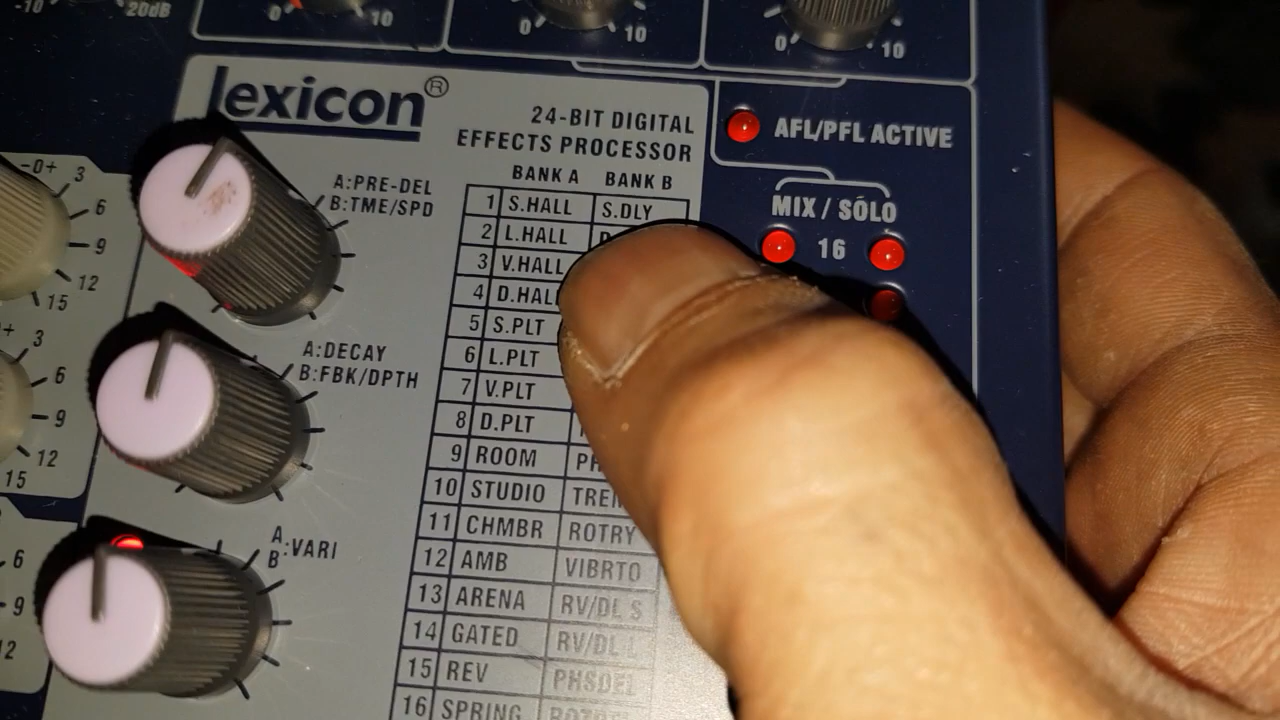 -10 20dB
0 10
0 10
0 10
lexicon®
24-BIT DIGITAL
EFFECTS PROCESSOR
BANK A BANK B
1 S.HALL S.DLY
2 L.HALL
3 V.HALL
4 D.HAL
5 S.PLT
6 L.PLT
7 V.PLT
8 D.PLT
9 ROOM
10 STUDIO
11 CHMBR ROTRY
12 AMB VIBRTO
13 ARENA RV/DL S
14 GATED RV/DL L
15 REV PHSDEL
16 SPRING
A:PRE-DEL
B:TME/SPD
A:DECAY
B:FBK/DPTH
A
B:VARI
AFL/PFL ACTIVE
MIX / SÓLO
16
-0+ 3
6
9
12
15
+ 3
6
9
12
15
6
9
12